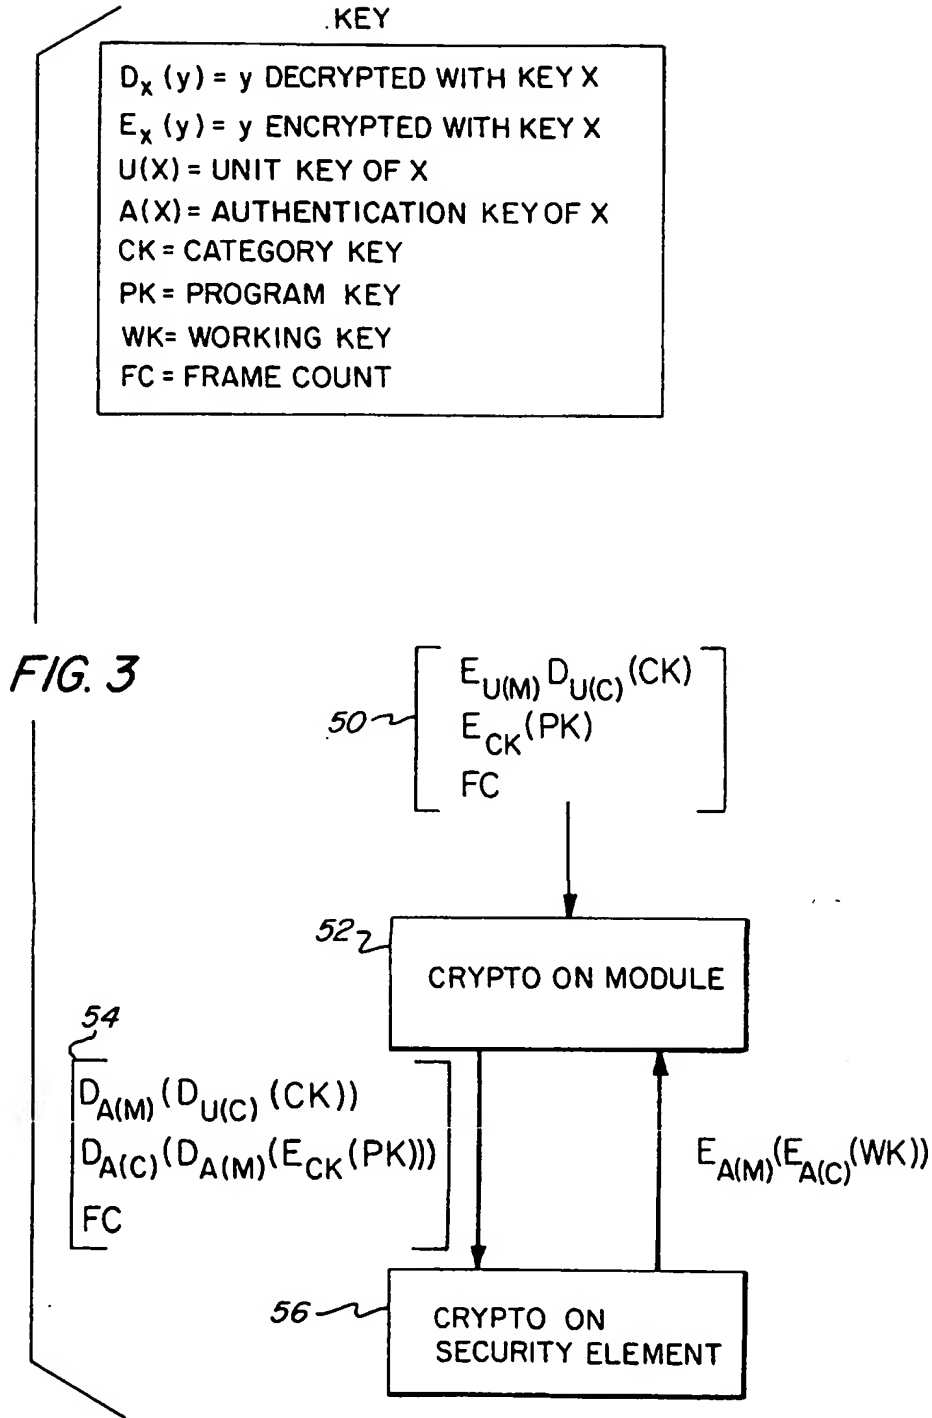 .KEY
Dx (y) = y DECRYPTED WITH KEY X
Ex (y) = y ENCRYPTED WITH KEY X
U(X) = UNIT KEY OF X
A(X) = AUTHENTICATION KEY OF X
CK = CATEGORY KEY
PK = PROGRAM KEY
WK= WORKING KEY
FC = FRAME COUNT
FIG. 3
50
EU(M) DU(C) (CK)
ECK (PK)
FC
52
CRYPTO ON MODULE
54
DA(M) (DU(C) (CK))
DA(C) (DA(M) (ECK (PK)))
FC
EA(M) (EA(C) (WK))
56
CRYPTO ON
SECURITY ELEMENT